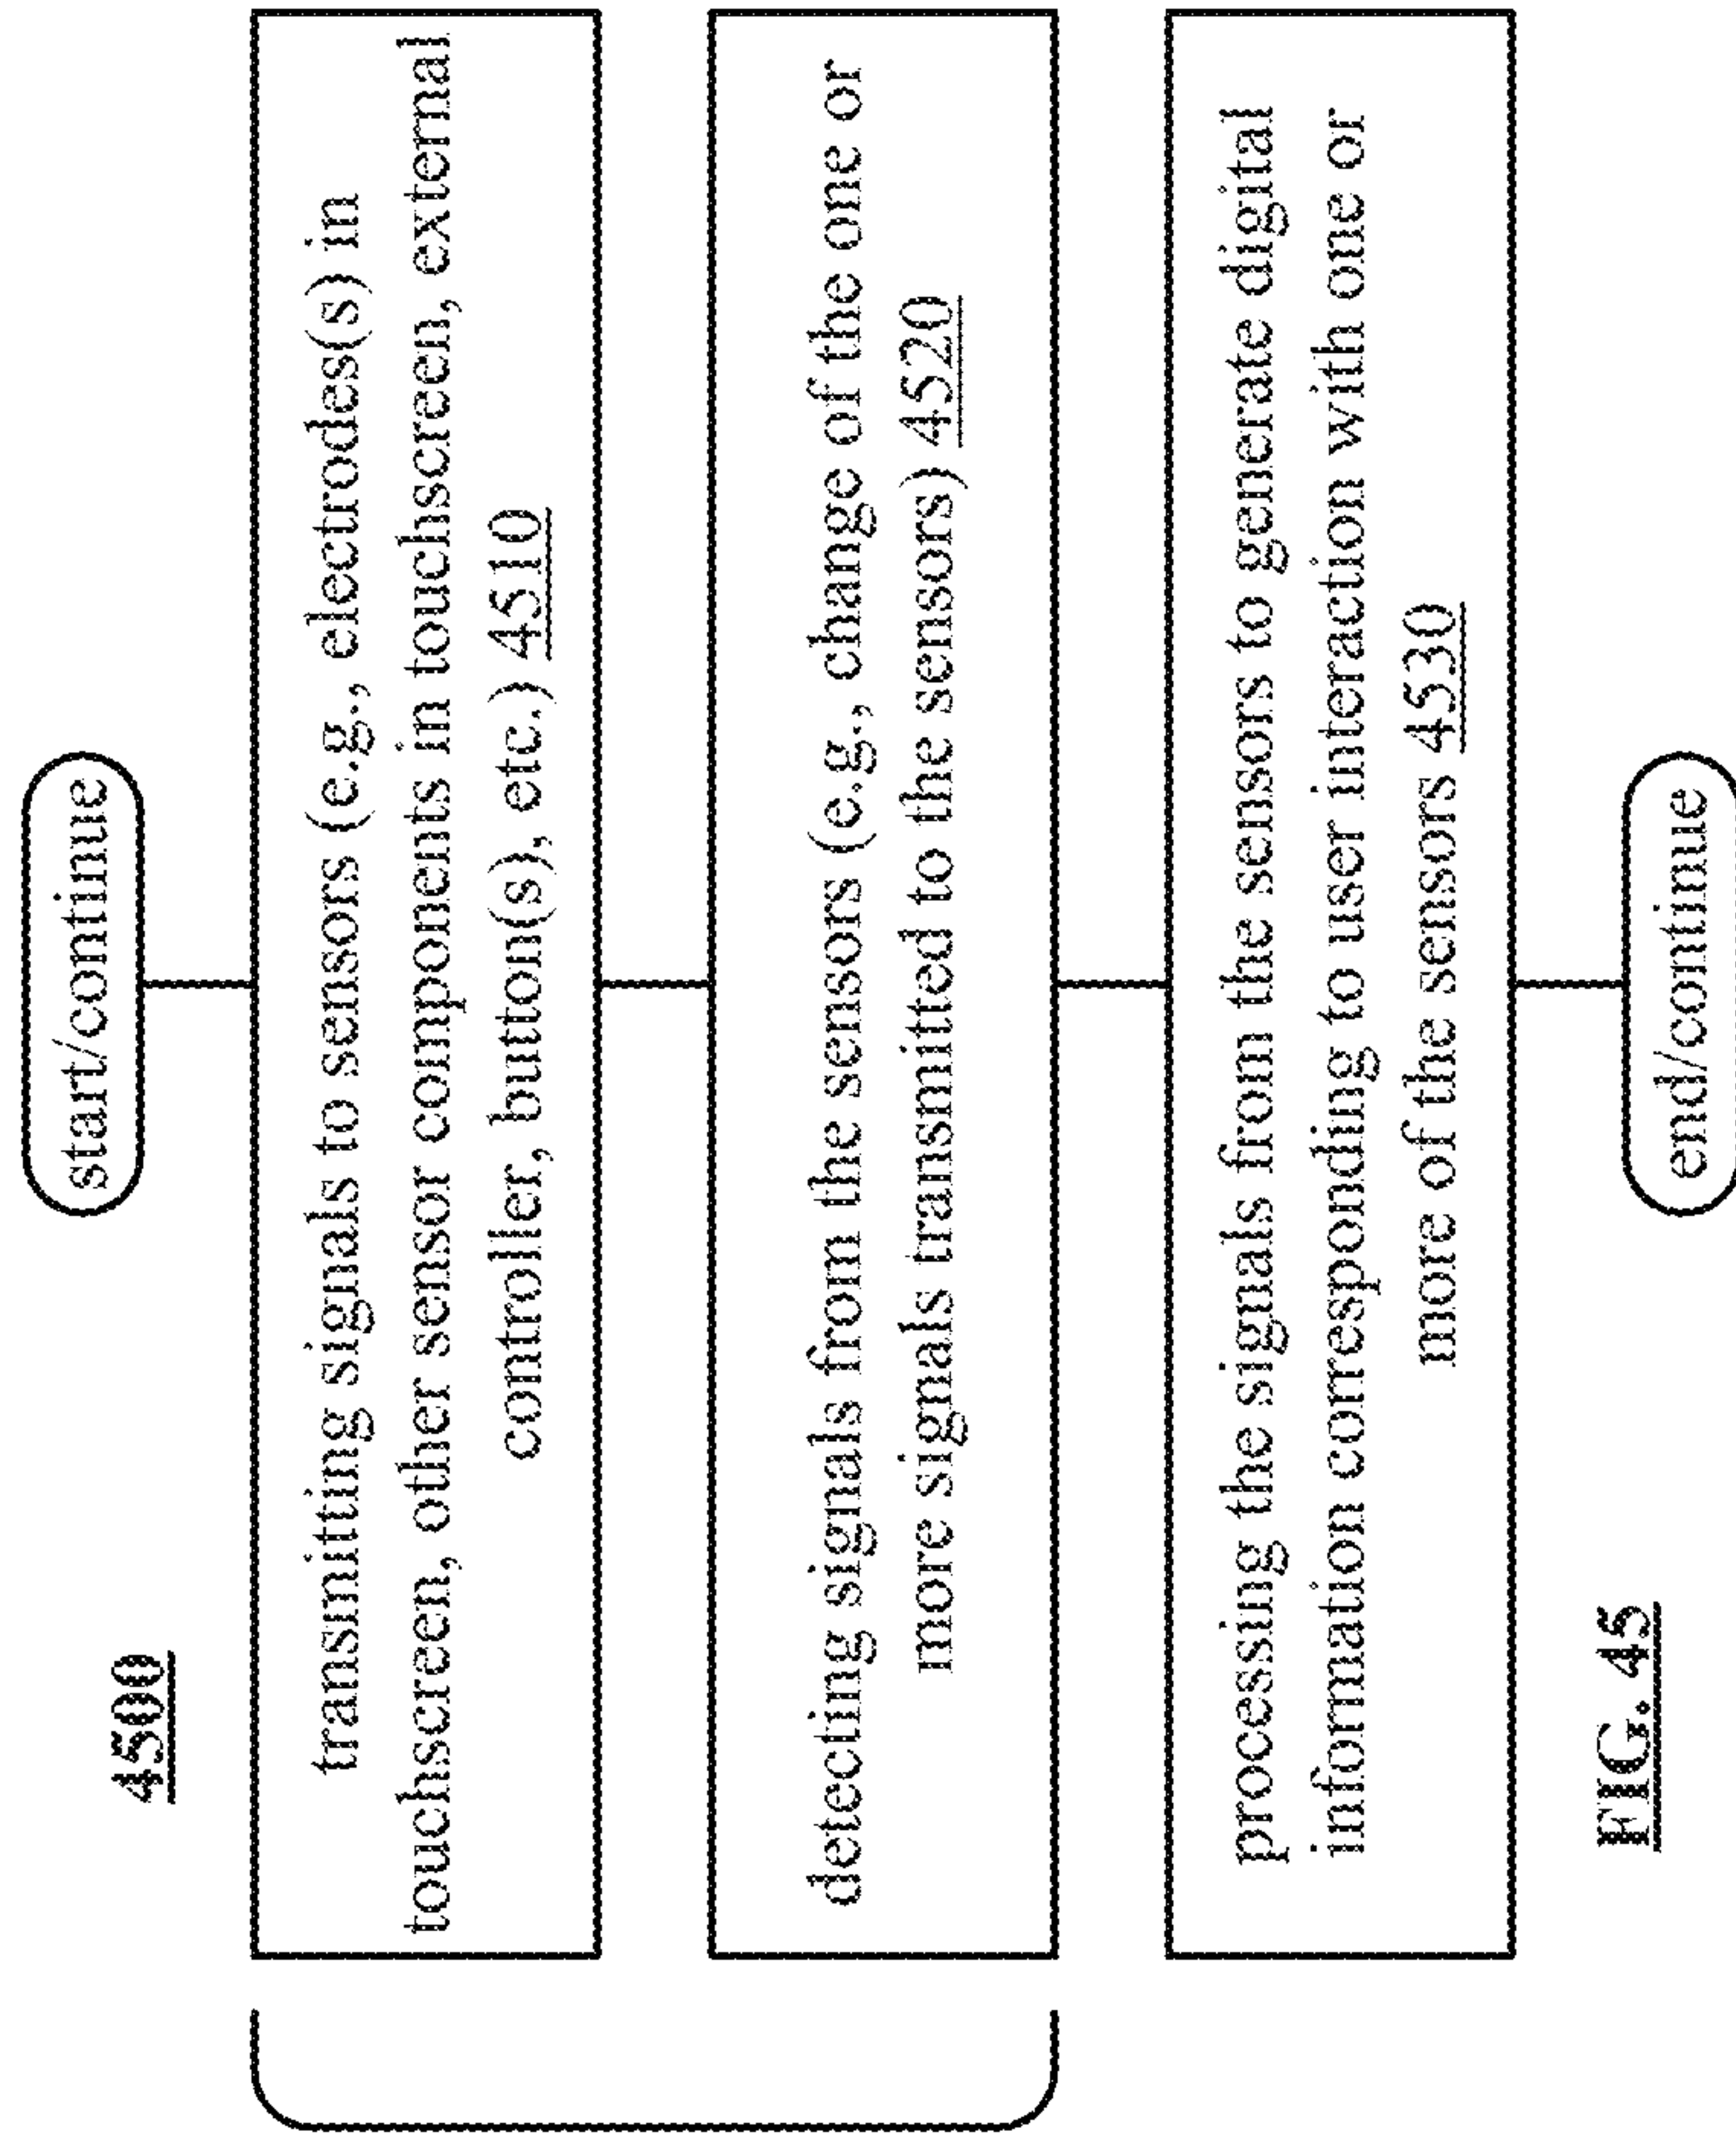 4500
start/continue
transmitting signals to sensors (e.g., electrodes(s) in
touchscreen, other sensor components in touchscreen, external
controller, button(s), etc.) 4510
detecting signals from the sensors (e.g., change of the one or
more signals transmitted to the sensors) 4520
processing the signals from the sensors to generate digital
information corresponding to user interaction with one or
more of the sensors 4530
end/continue
FIG. 45